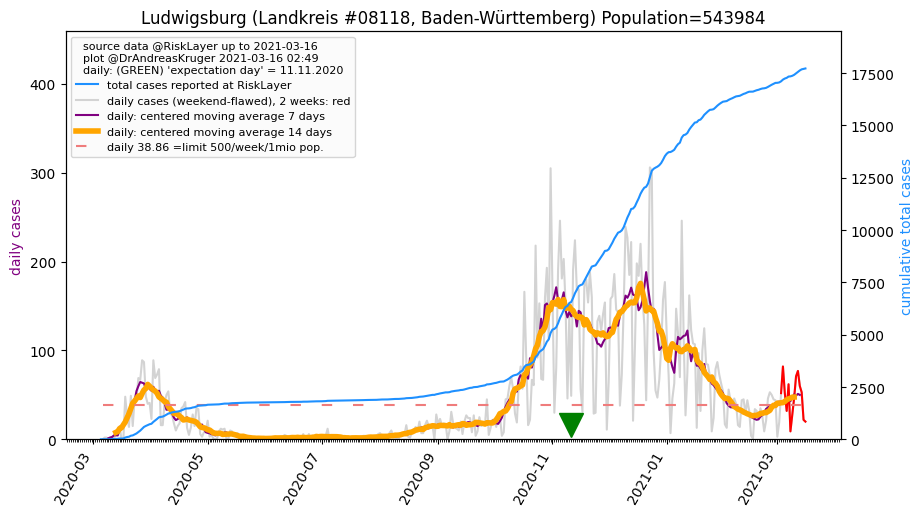 Ludwigsburg (Landkreis #08118, Baden-Württemberg) Population=543984
source data @RiskLayer up to 2021-03-16
plot @DrAndreasKruger 2021-03-16 02:49
daily: (GREEN) 'expectation day' = 11.11.2020
total cases reported at RiskLayer
daily cases (weekend-flawed), 2 weeks: red
daily: centered moving average 7 days
daily: centered moving average 14 days
daily 38.86 =limit 500/week/1mio pop.
daily cases
400
300
200
100
0
cumulative total cases
17500
15000
12500
10000
7500
5000
2500
0
2020-03
2020-05
2020-07
2020-09
2020-11
2021-01
2021-03